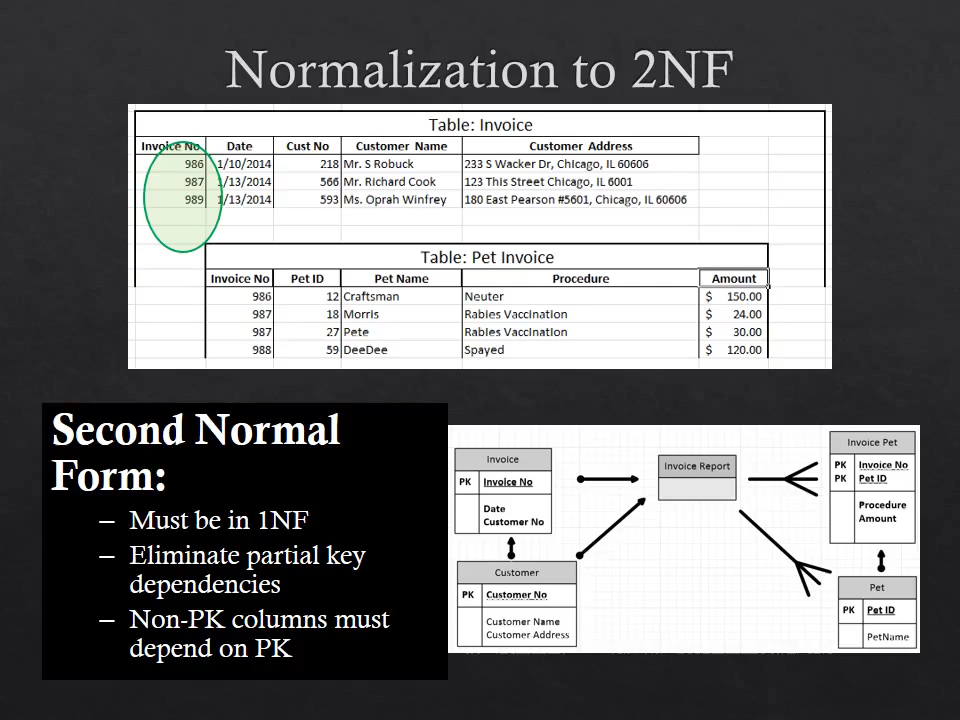 Normalization to 2NF
Table: Invoice
Invoice No Date Cust No Customer Name Customer Address
986 1/10/2014 218 Mr. S Robuck 233 S Wacker Dr, Chicago, IL 60606
987 1/13/2014 566 Mr. Richard Cook 123 This Street Chicago, IL 6001
989 1/13/2014 593 Ms. Oprah Winfrey 180 East Pearson #5601, Chicago, IL 60606
Table: Pet Invoice
Invoice No Pet ID Pet Name Procedure Amount
986 12 Craftsman Neuter $ 150.00
987 18 Morris Rabies Vaccination $ 24.00
987 27 Pete Rabies Vaccination $ 30.00
988 59 DeeDee Spayed $ 120.00
Second Normal
Form:
– Must be in 1NF
– Eliminate partial key
dependencies
– Non-PK columns must
depend on PK
Invoice
PK Invoice No
Date
Customer No
Customer
PK Customer No
Customer Name
Customer Address
Invoice Report
Invoice Pet
PK Invoice No
PK Pet ID
Procedure
Amount
Pet
PK Pet ID
PetName